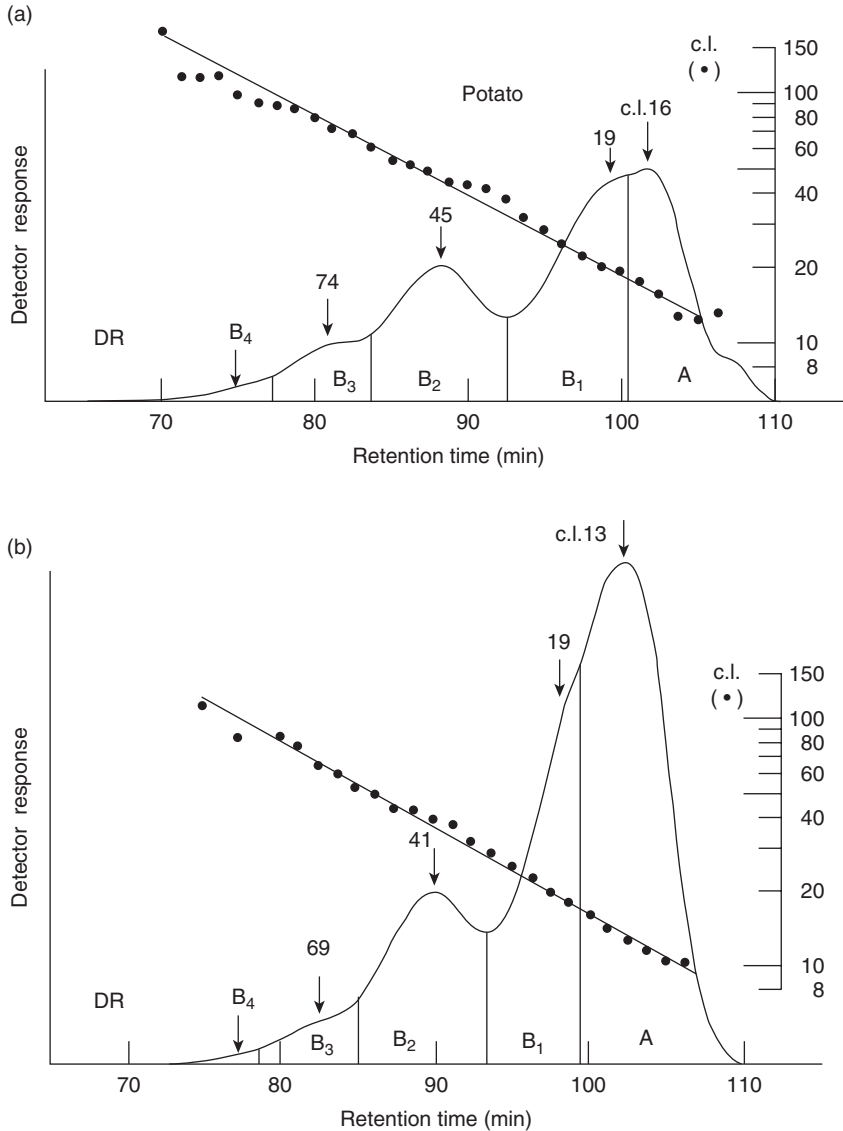 (a)
c.l.
(•)
150
100
80
60
40
20
10
8
Potato
c.l.16
19
45
74
DR
B4
B3
B2
B1
A
Detector response
70 80 90 100 110
Retention time (min)
(b)
c.l.13
19
c.l.
(•)
150
100
80
60
40
20
10
8
41
69
DR
B4
B3
B2
B1
A
Detector response
70 80 90 100 110
Retention time (min)